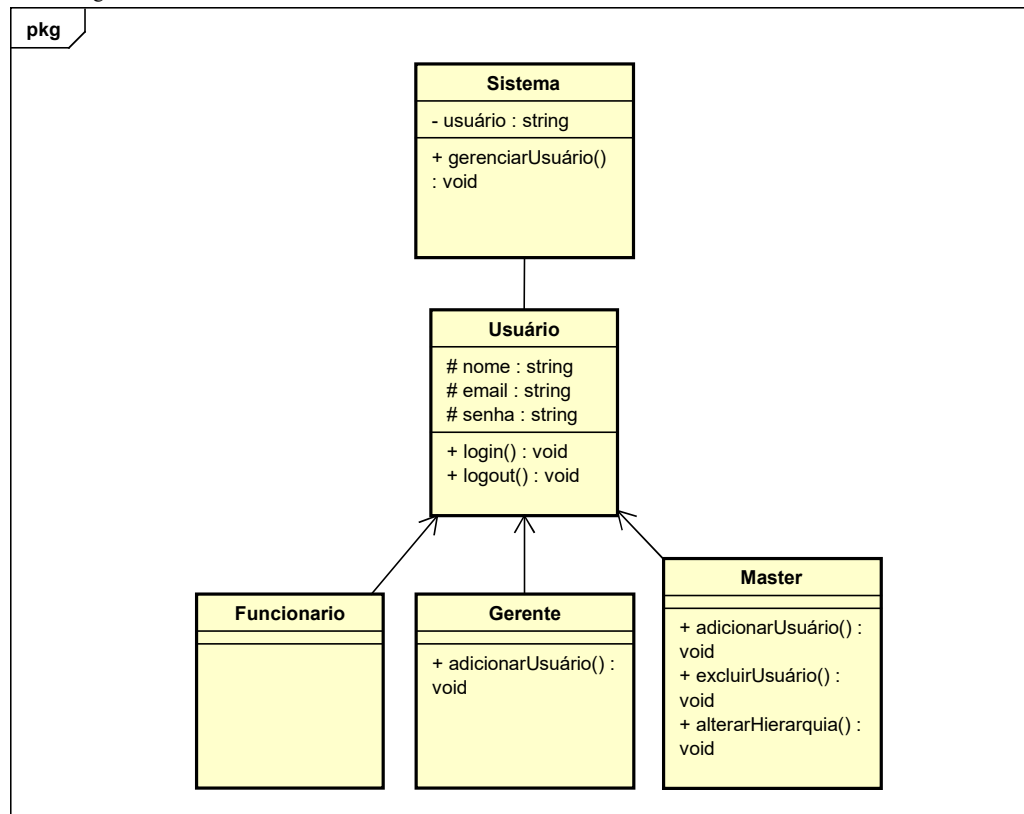 pkg
Sistema
- usuário : string
+ gerenciarUsuário()
: void
Usuário
# nome : string
# email : string
# senha : string
+ login() : void
+ logout() : void
Funcionario
Gerente
+ adicionarUsuário() :
void
Master
+ adicionarUsuário() :
void
+ excluirUsuário() :
void
+ alterarHierarquia() :
void